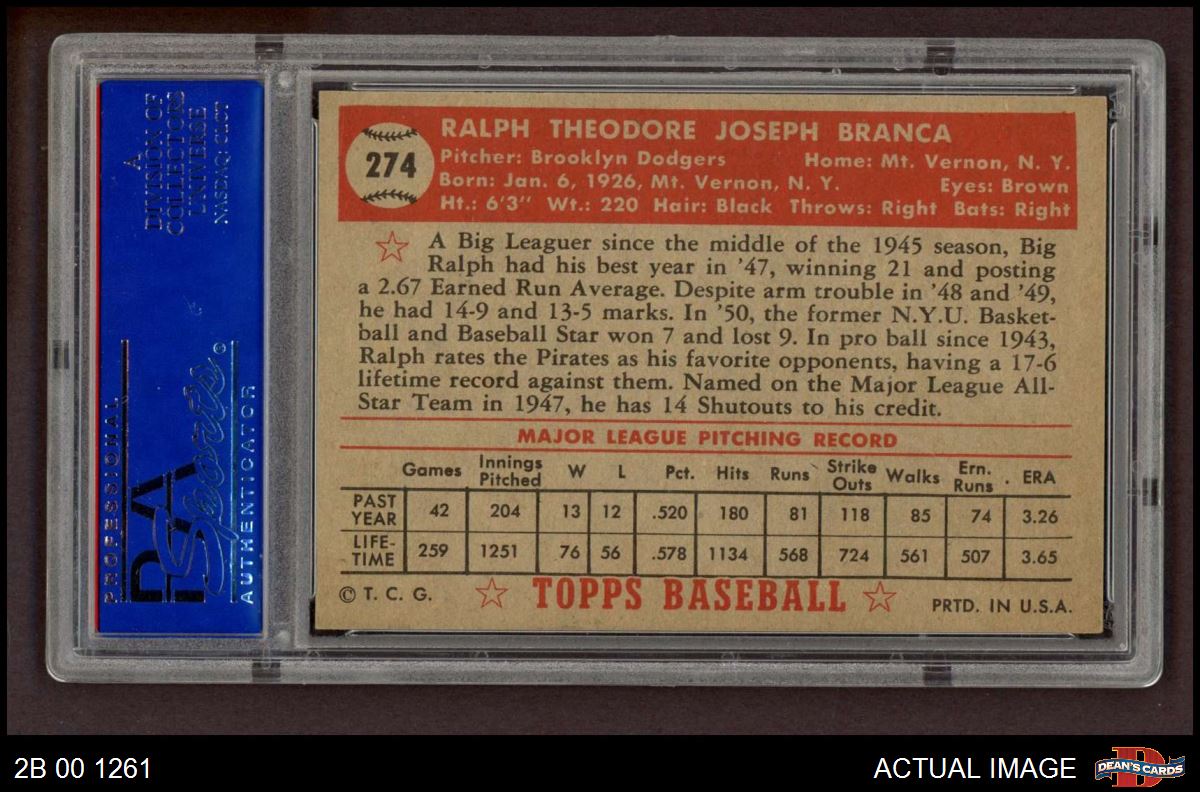 A
DIVISION OF
COLLECTORS
UNIVERSE
NASDAQ: CLCT
PROFESSIONAL
PSA
Sports
©
AUTHENTICATOR
274
RALPH THEODORE JOSEPH BRANCA
Pitcher: Brooklyn Dodgers Home: Mt. Vernon, N. Y.
Born: Jan. 6, 1926, Mt. Vernon, N. Y. Eyes: Brown
Ht.: 6'3" Wt.: 220 Hair: Black Throws: Right Bats: Right
A Big Leaguer since the middle of the 1945 season, Big
Ralph had his best year in '47, winning 21 and posting
a 2.67 Earned Run Average. Despite arm trouble in '48 and '49,
he had 14-9 and 13-5 marks. In '50, the former N.Y.U. Basket-
ball and Baseball Star won 7 and lost 9. In pro ball since 1943,
Ralph rates the Pirates as his favorite opponents, having a 17-6
lifetime record against them. Named on the Major League All-
Star Team in 1947, he has 14 Shutouts to his credit.
MAJOR LEAGUE PITCHING RECORD
Games Innings Pitched W L Pct. Hits Runs Strike Outs Walks Ern. Runs ERA
PAST YEAR 42 204 13 12 .520 180 81 118 85 74 3.26
LIFE-TIME 259 1251 76 56 .578 1134 568 724 561 507 3.65
© T. C. G. TOPPS BASEBALL PRTD. IN U.S.A.
2B 00 1261 ACTUAL IMAGE DEAN'S CARDS